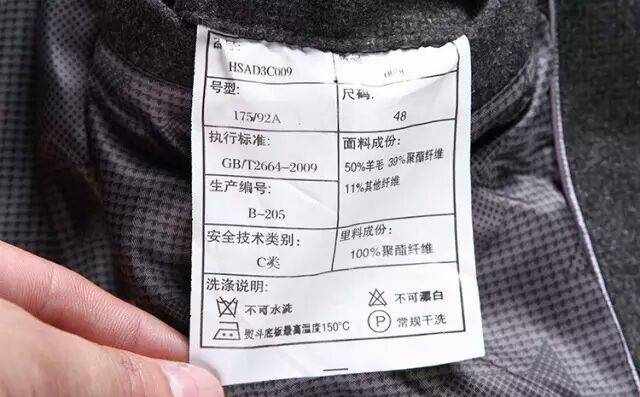 HSAD3C009
号型:
尺码:
175/92A
48
执行标准:
面料成份:
GB/T2664-2009
50%羊毛 39%聚酯纤维
11%其他纤维
生产编号:
B-205
安全技术类别:
里料成份:
C类
100%聚酯纤维
洗涤说明:
不可水洗
不可漂白
熨斗底板最高温度150℃
P 常规干洗